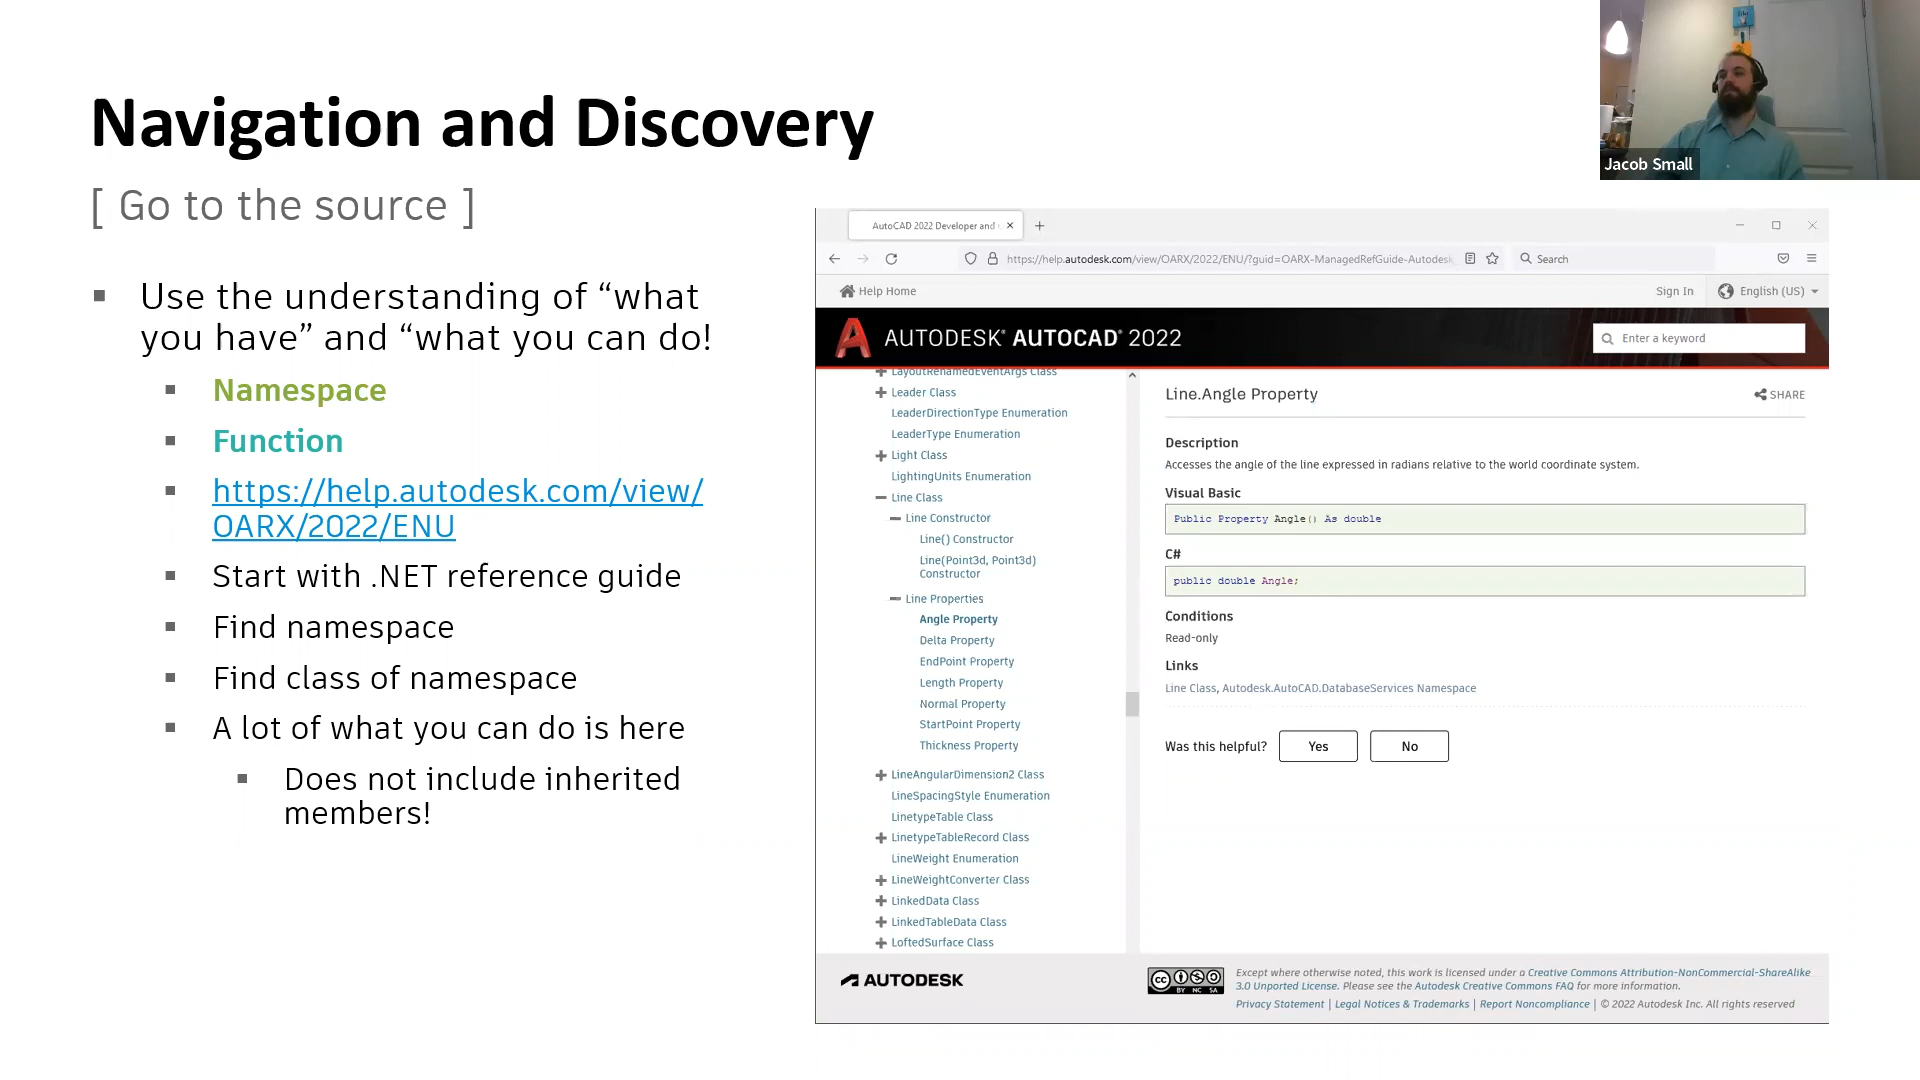 Navigation and Discovery
[ Go to the source ]
Use the understanding of “what
you have” and “what you can do!
Namespace
Function
https://help.autodesk.com/view/
OARX/2022/ENU
Start with .NET reference guide
Find namespace
Find class of namespace
A lot of what you can do is here
Does not include inherited
members!
Jacob Small
AutoCAD 2022 Developer and
https://help.autodesk.com/view/OARX/2022/ENU/?guid=OARX-ManagedRefGuide-Autodesk
Search
Help Home
Sign In
English (US)
AUTODESK® AUTOCAD® 2022
Enter a keyword
LayoutRenamedEventArgs Class
Leader Class
LeaderDirectionType Enumeration
LeaderType Enumeration
Light Class
LightingUnits Enumeration
Line Class
Line Constructor
Line() Constructor
Line(Point3d, Point3d)
Constructor
Line Properties
Angle Property
Delta Property
EndPoint Property
Length Property
Normal Property
StartPoint Property
Thickness Property
LineAngularDimension2 Class
LineSpacingStyle Enumeration
LinetypeTable Class
LinetypeTableRecord Class
LineWeight Enumeration
LineWeightConverter Class
LinkedData Class
LinkedTableData Class
LoftedSurface Class
Line.Angle Property
SHARE
Description
Accesses the angle of the line expressed in radians relative to the world coordinate system.
Visual Basic
Public Property Angle() As double
C#
public double Angle;
Conditions
Read-only
Links
Line Class, Autodesk.AutoCAD.DatabaseServices Namespace
Was this helpful? Yes No
AUTODESK
CC BY NC SA
Except where otherwise noted, this work is licensed under a Creative Commons Attribution-NonCommercial-ShareAlike
3.0 Unported License. Please see the Autodesk Creative Commons FAQ for more information.
Privacy Statement | Legal Notices & Trademarks | Report Noncompliance | © 2022 Autodesk Inc. All rights reserved